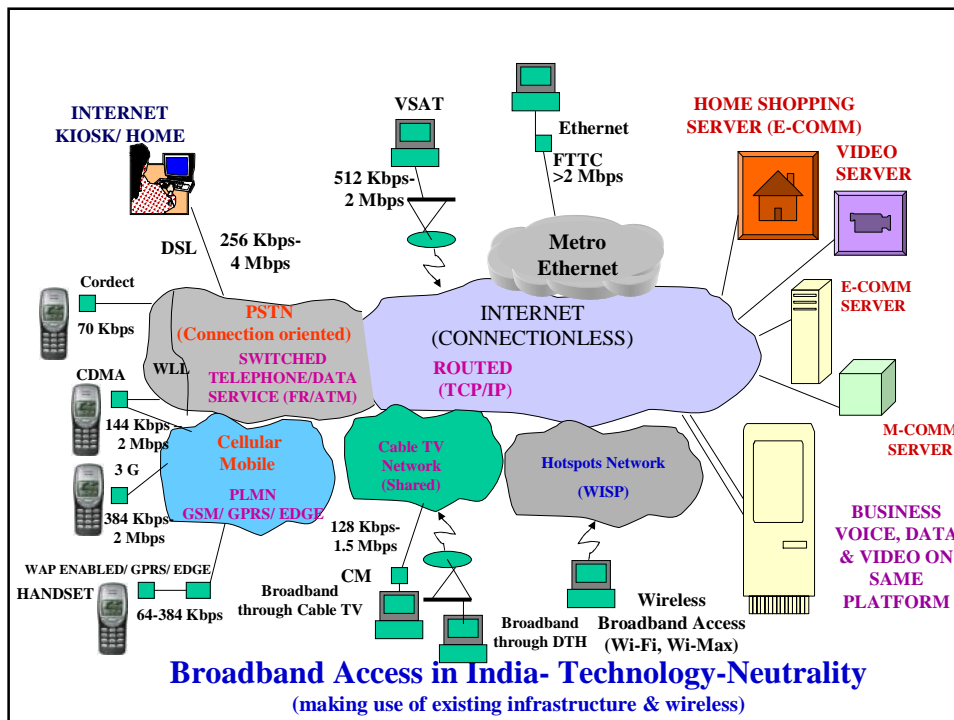 INTERNET
KIOSK/ HOME
VSAT
Ethernet
FTTC
>2 Mbps
HOME SHOPPING
SERVER (E-COMM)
VIDEO
SERVER
512 Kbps-
2 Mbps
DSL
256 Kbps-
4 Mbps
Metro
Ethernet
Cordect
70 Kbps
PSTN
(Connection oriented)
SWITCHED
TELEPHONE/DATA
SERVICE (FR/ATM)
WLL
INTERNET
(CONNECTIONLESS)
ROUTED
(TCP/IP)
E-COMM
SERVER
CDMA
144 Kbps-
2 Mbps
3 G
384 Kbps-
2 Mbps
Cellular
Mobile
PLMN
GSM/ GPRS/ EDGE
Cable TV
Network
(Shared)
Hotspots Network
(WISP)
M-COMM
SERVER
BUSINESS
VOICE, DATA
& VIDEO ON
SAME
PLATFORM
WAP ENABLED/ GPRS/ EDGE
HANDSET
64-384 Kbps
128 Kbps-
1.5 Mbps
CM
Broadband
through Cable TV
Broadband
through DTH
Wireless
Broadband Access
(Wi-Fi, Wi-Max)
Broadband Access in India- Technology-Neutrality
(making use of existing infrastructure & wireless)